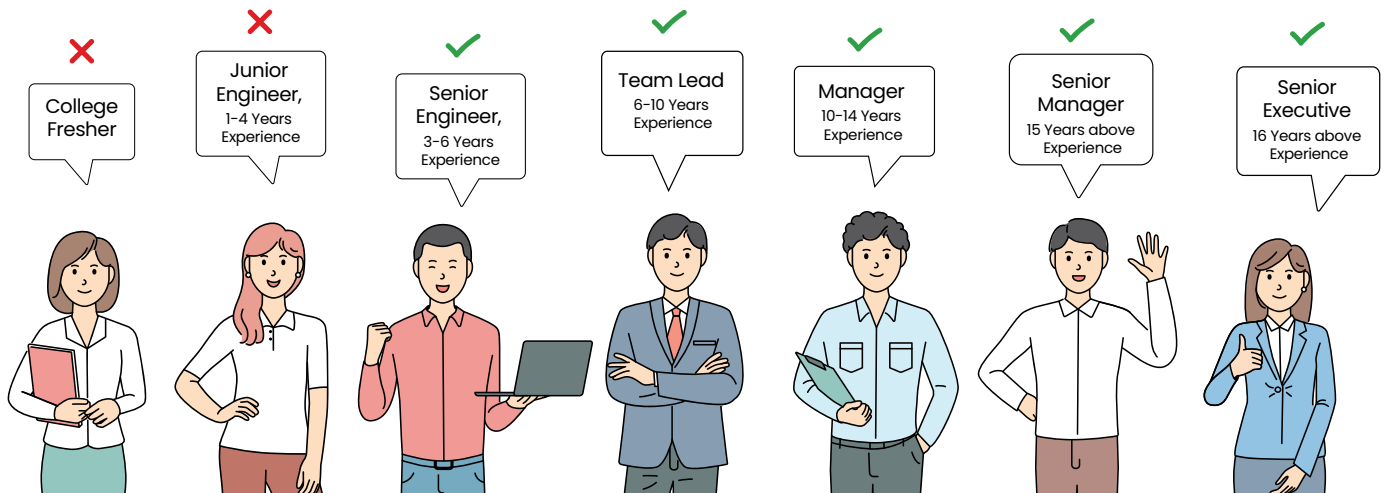 College
Fresher
Junior
Engineer,
1-4 Years
Experience
Senior
Engineer,
3-6 Years
Experience
Team Lead
6-10 Years
Experience
Manager
10-14 Years
Experience
Senior
Manager
15 Years above
Experience
Senior
Executive
16 Years above
Experience